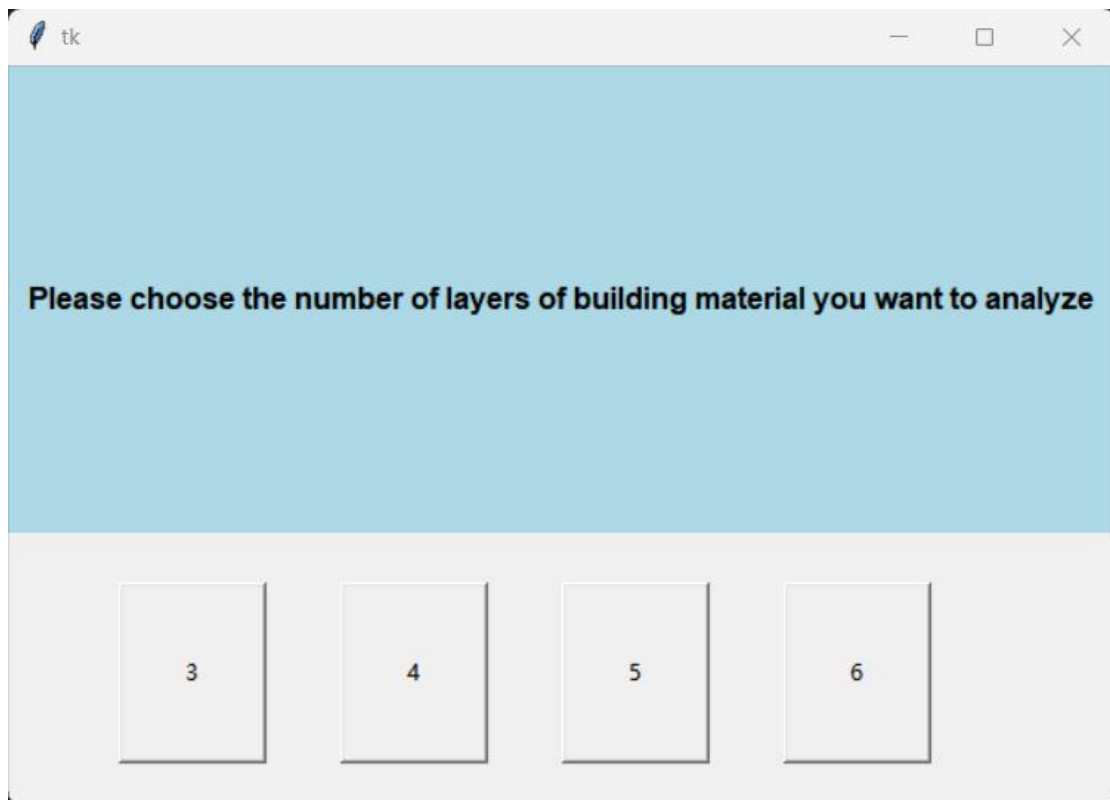 tk
Please choose the number of layers of building material you want to analyze
3 4 5 6